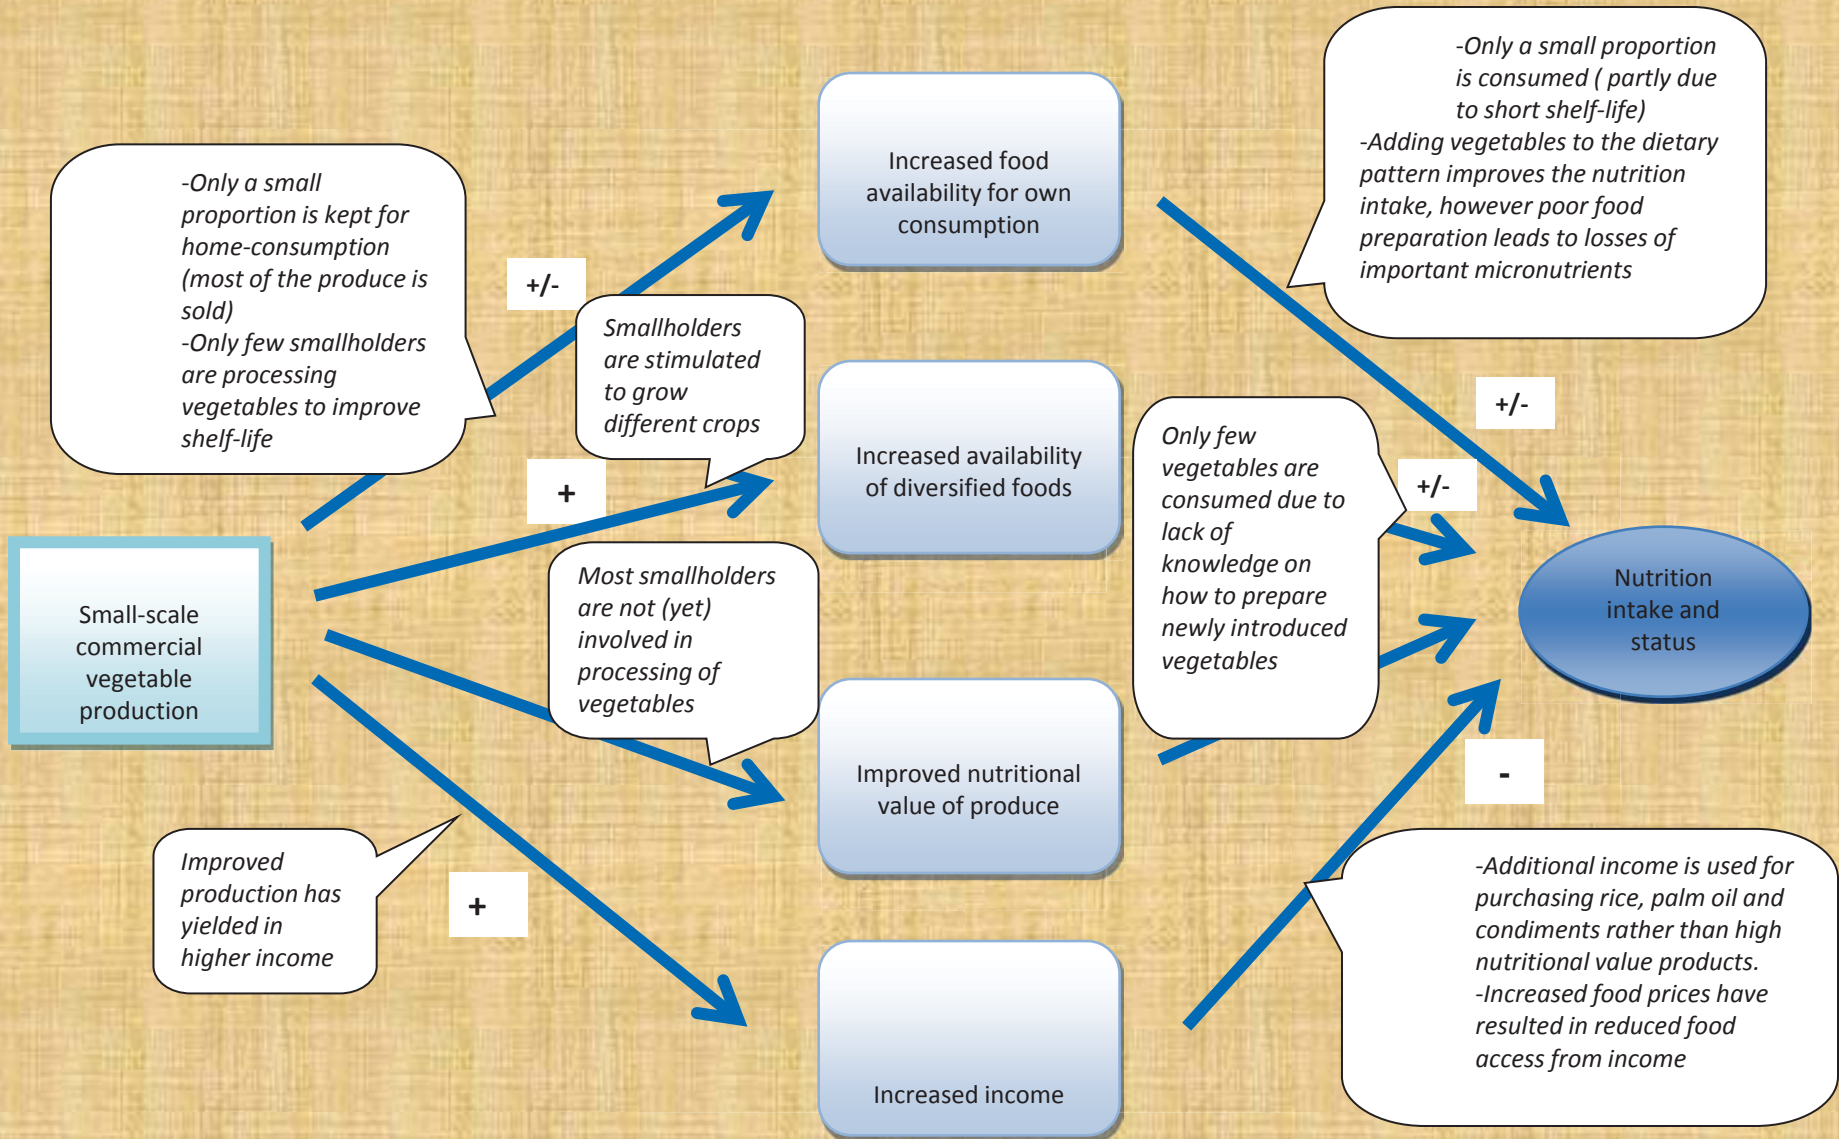 -Only a small
proportion is kept for
home-consumption
(most of the produce is
sold)
-Only few smallholders
are processing
vegetables to improve
shelf-life
+/-
Increased food
availability for own
consumption
-Only a small proportion
is consumed ( partly due
to short shelf-life)
-Adding vegetables to the dietary
pattern improves the nutrition
intake, however poor food
preparation leads to losses of
important micronutrients
+/-
Smallholders
are stimulated
to grow
different crops
+
Increased availability
of diversified foods
Only few
vegetables are
consumed due to
lack of
knowledge on
how to prepare
newly introduced
vegetables
+/-
Small-scale
commercial
vegetable
production
Most smallholders
are not (yet)
involved in
processing of
vegetables
Improved nutritional
value of produce
Nutrition
intake and
status
Improved
production has
yielded in
higher income
+
Increased income
-
-Additional income is used for
purchasing rice, palm oil and
condiments rather than high
nutritional value products.
-Increased food prices have
resulted in reduced food
access from income